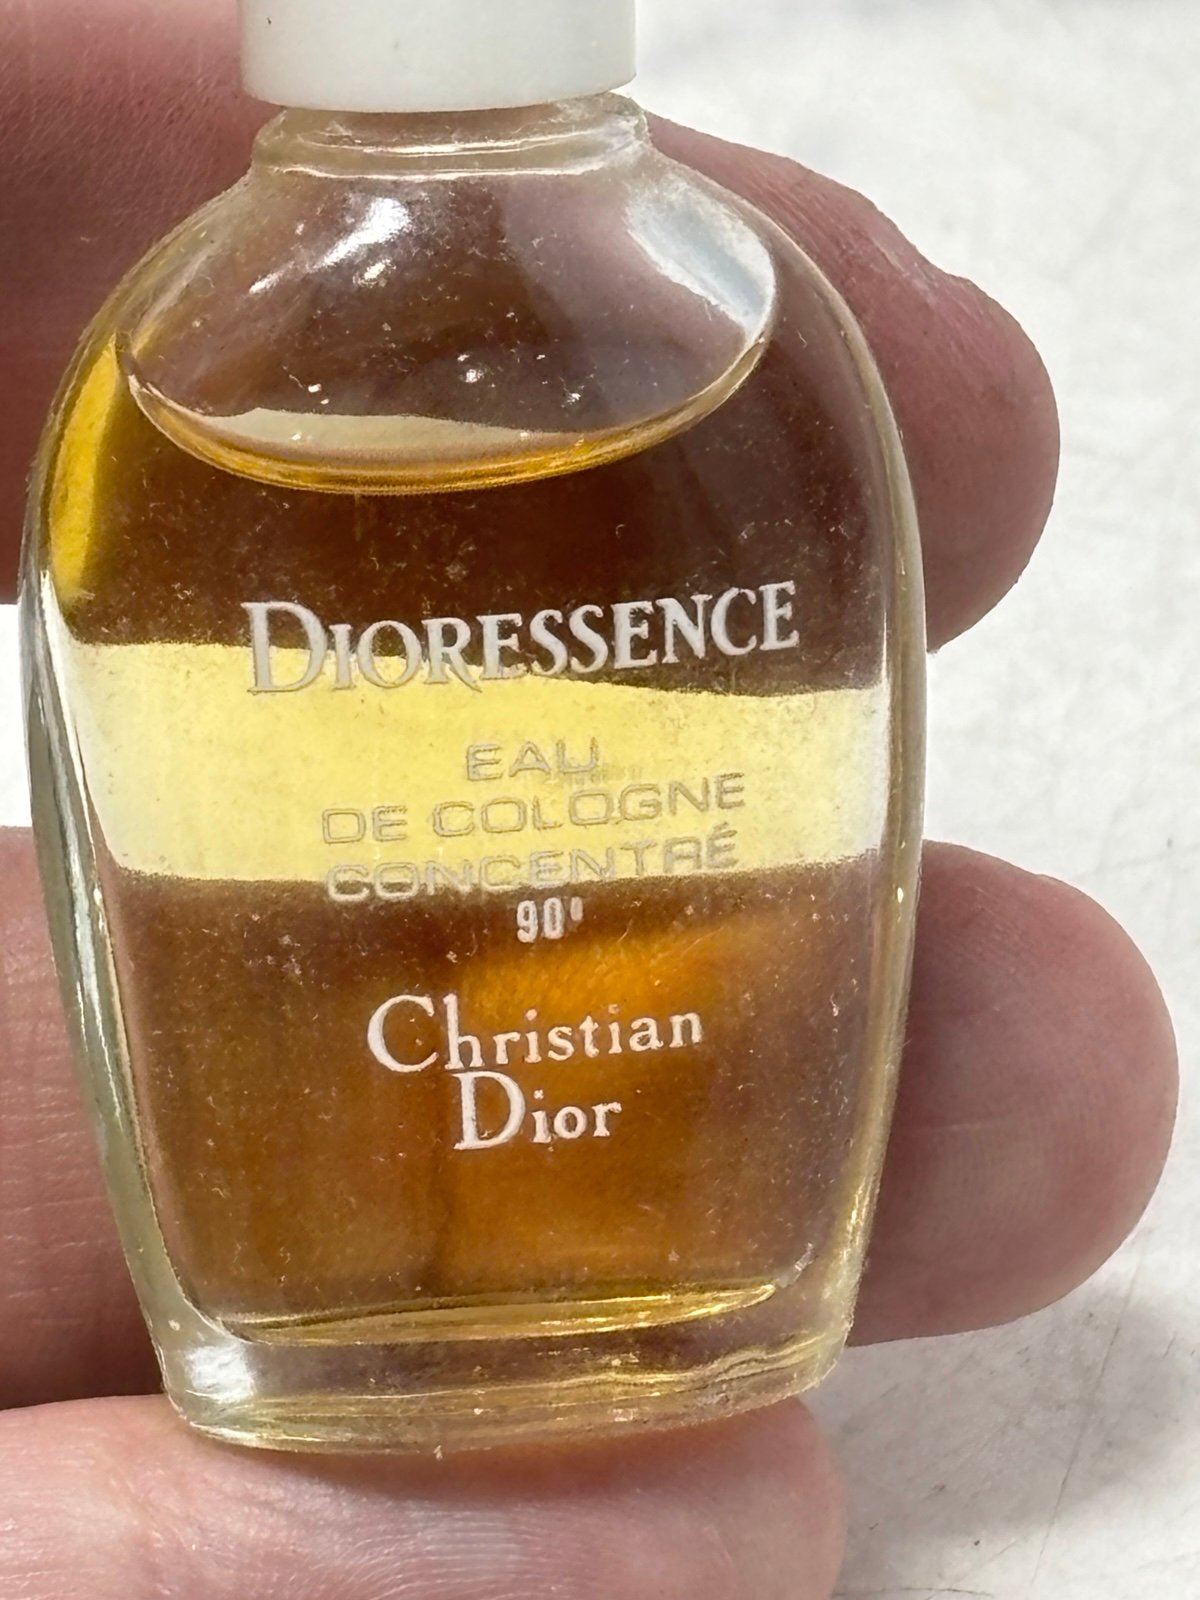 DIORESSENCE
EAU
DE COLOGNE
CONCENTRÉ
90°
Christian
Dior